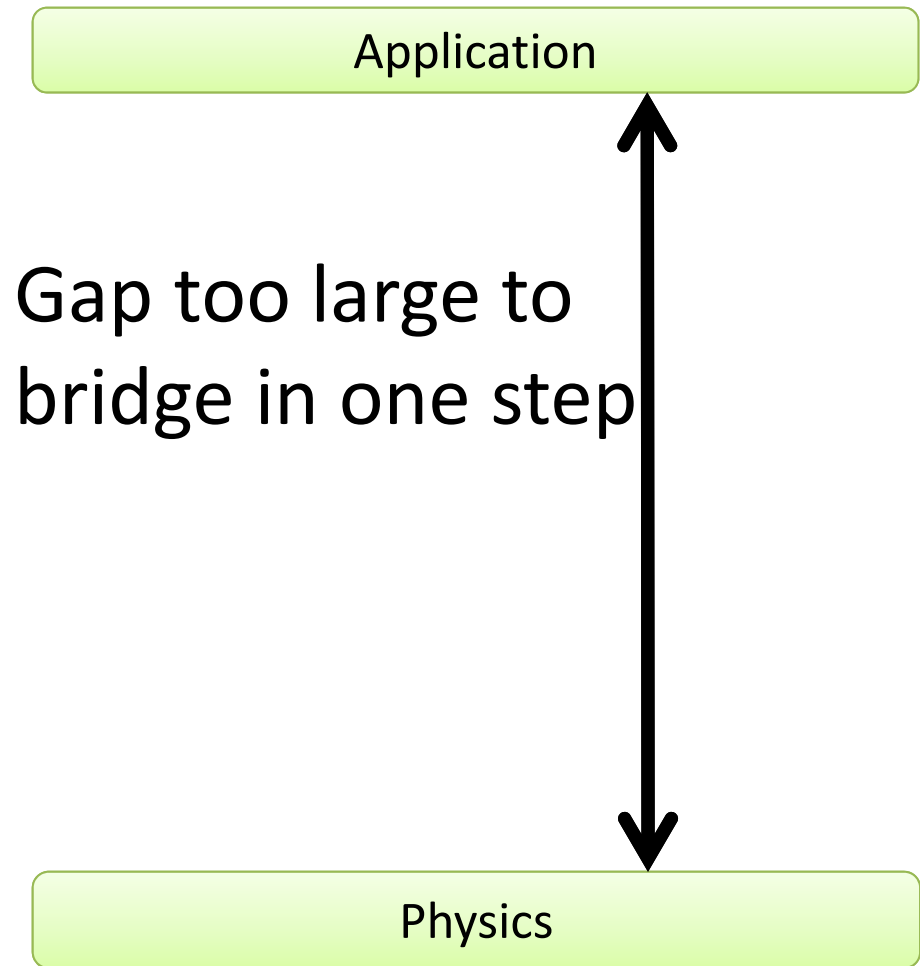 Application
Gap too large to
bridge in one step
Physics